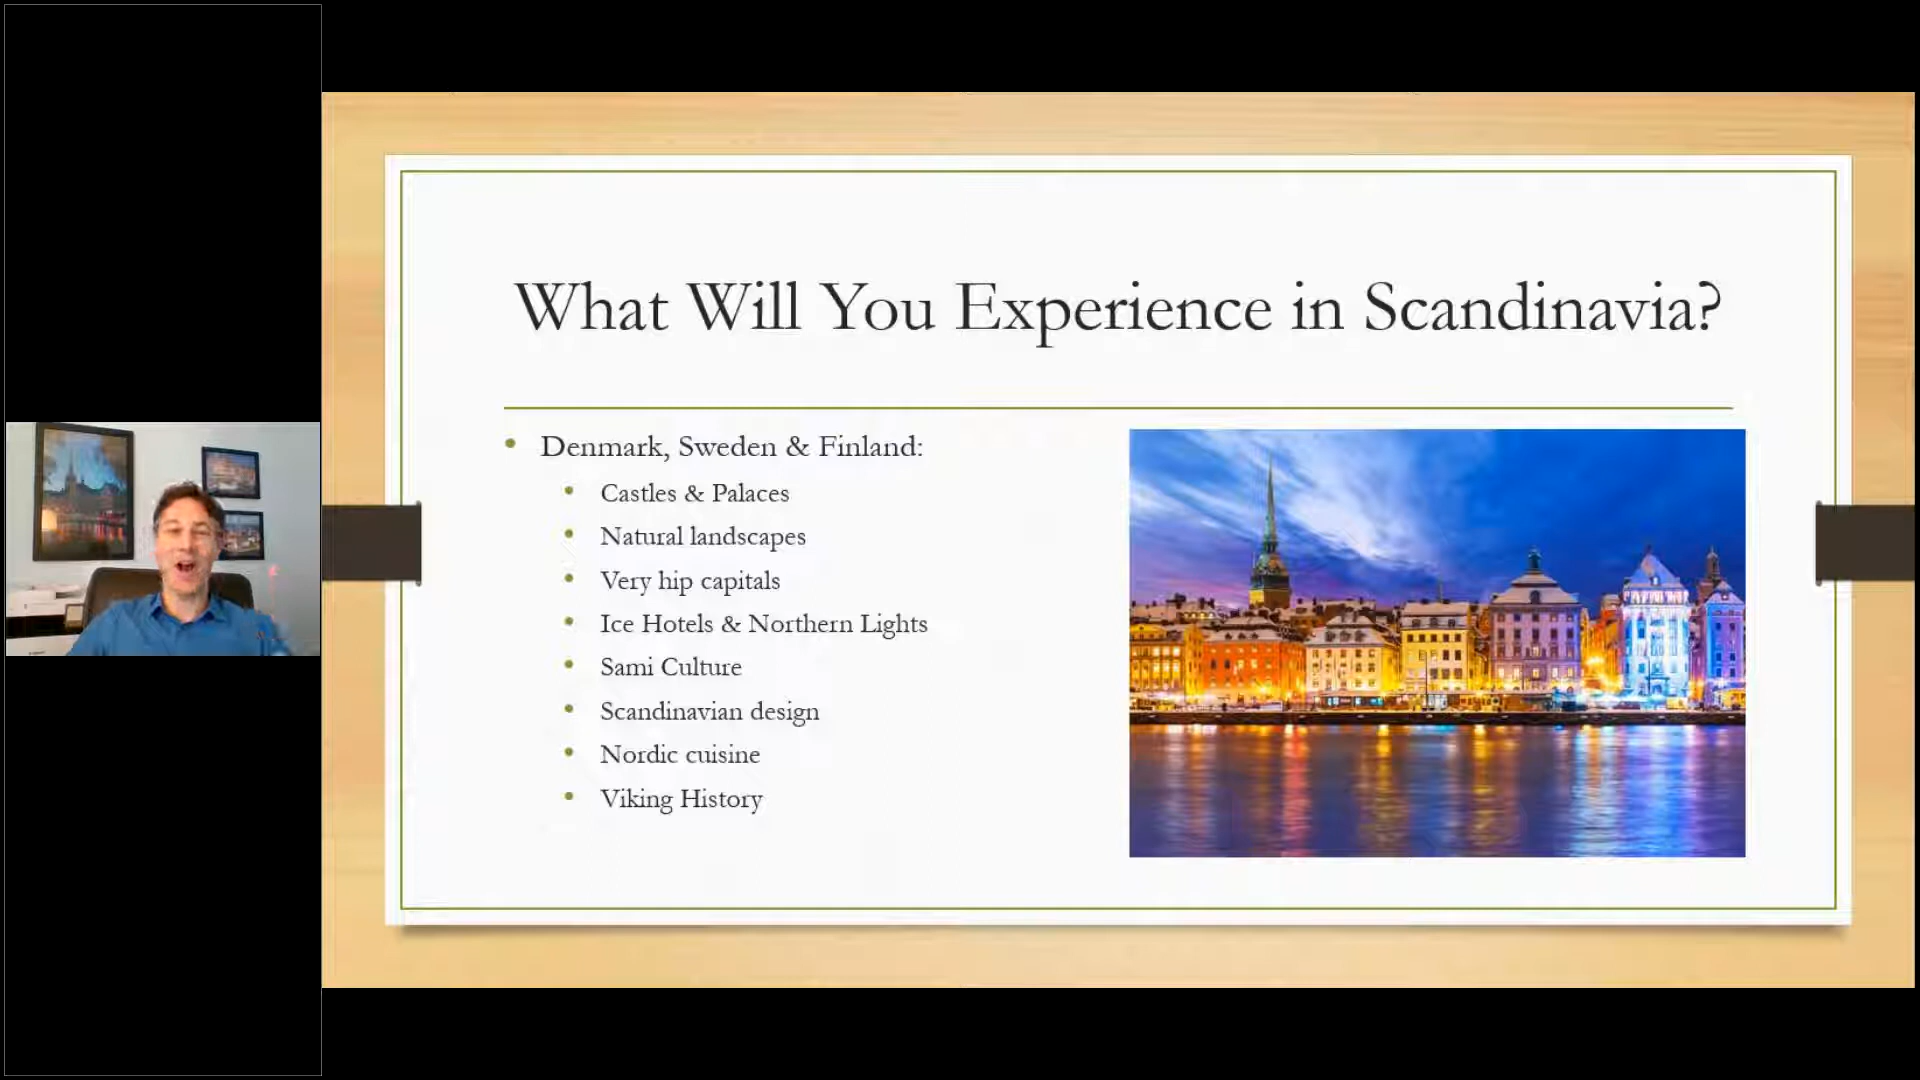 What Will You Experience in Scandinavia?
Denmark, Sweden & Finland:
Castles & Palaces
Natural landscapes
Very hip capitals
Ice Hotels & Northern Lights
Sami Culture
Scandinavian design
Nordic cuisine
Viking History